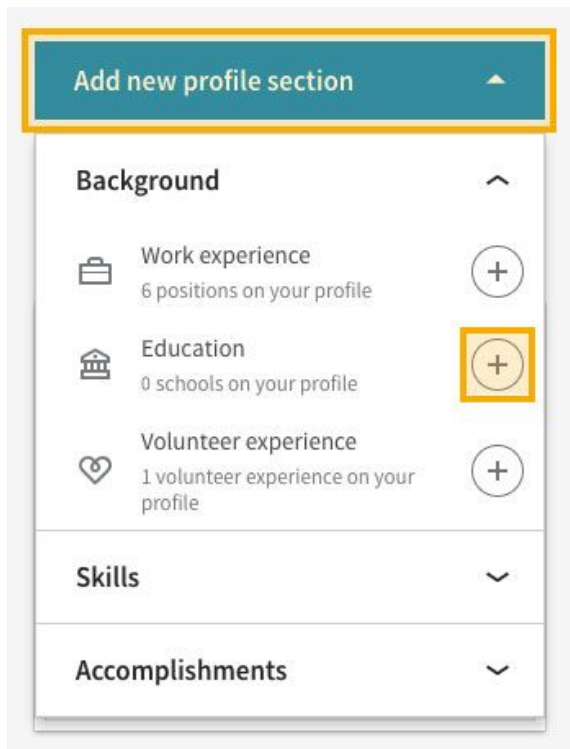 Add new profile section
Background
Work experience
6 positions on your profile
Education
0 schools on your profile
Volunteer experience
1 volunteer experience on your
profile
Skills
Accomplishments